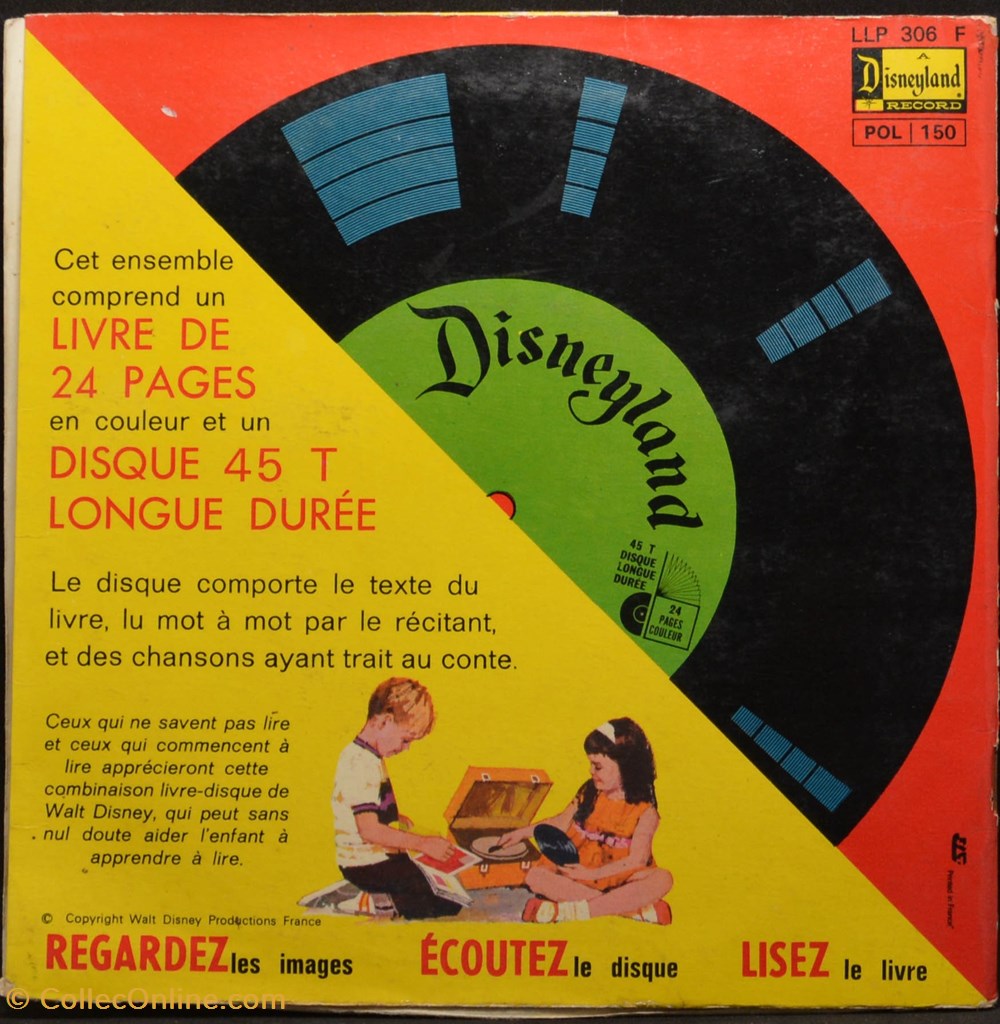 LLP 306 F
A
Disneyland
RECORD
POL | 150
Cet ensemble
comprend un
LIVRE DE
24 PAGES
en couleur et un
DISQUE 45 T
LONGUE DURÉE
Disneyland
45 T
DISQUE
LONGUE
DURÉE
24
PAGES
COULEUR
Le disque comporte le texte du
livre, lu mot à mot par le récitant,
et des chansons ayant trait au conte.
Ceux qui ne savent pas lire
et ceux qui commencent à
lire apprécieront cette
combinaison livre-disque de
Walt Disney, qui peut sans
nul doute aider l'enfant à
apprendre à lire.
© Copyright Walt Disney Productions France
REGARDEZ les images
ÉCOUTEZ le disque
LISEZ le livre
Printed in France
© CollecOnline.com